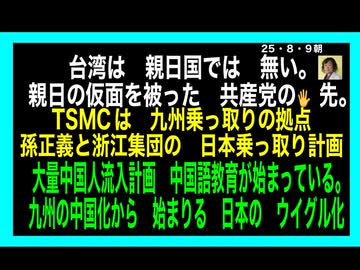 25・8・9朝
台湾は　親日国では　無い。
親日の仮面を被った　共産党の✋先。
TSMCは　九州乗っ取りの拠点
孫正義と浙江集団の　日本乗っ取り計画
大量中国人流入計画　中国語教育が始まっている。
九州の中国化から　始まりる　日本の　ウイグル化